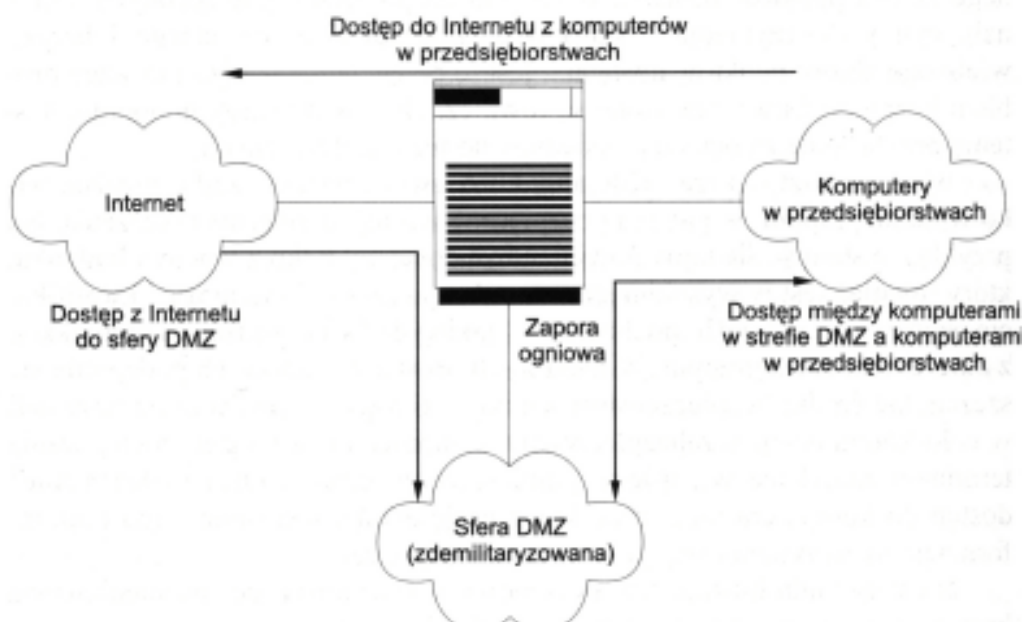 Dostęp do Internetu z komputerów
w przedsiębiorstwach
Internet
Komputery
w przedsiębiorstwach
Dostęp z Internetu
do sfery DMZ
Zapora
ogniowa
Dostęp między komputerami
w strefie DMZ a komputerami
w przedsiębiorstwach
Sfera DMZ
(zdemilitaryzowana)